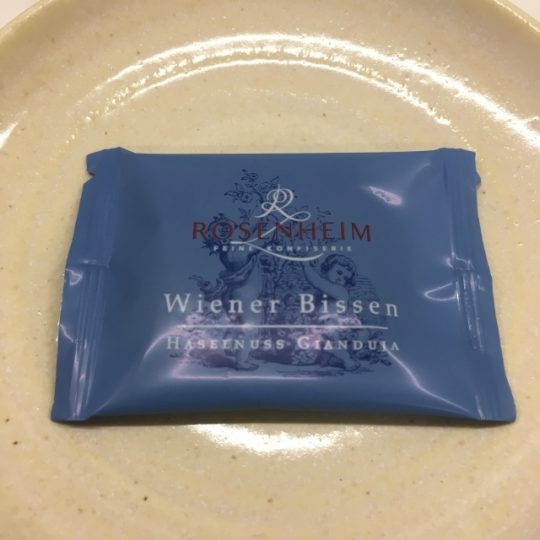 R
ROSENHEIM
FEINE KONFISERIE
Wiener Bissen
HASELNUSS GIANDUJA